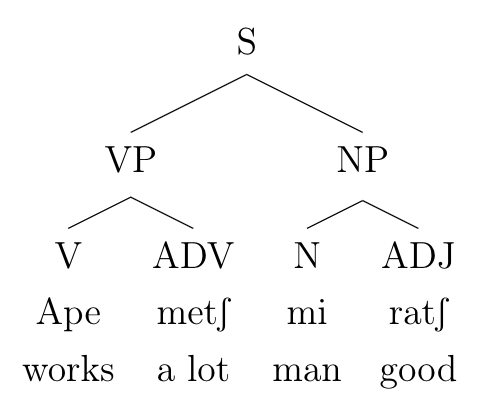 S
VP NP
V ADV N ADJ
Ape metʃ mi ratʃ
works a lot man good